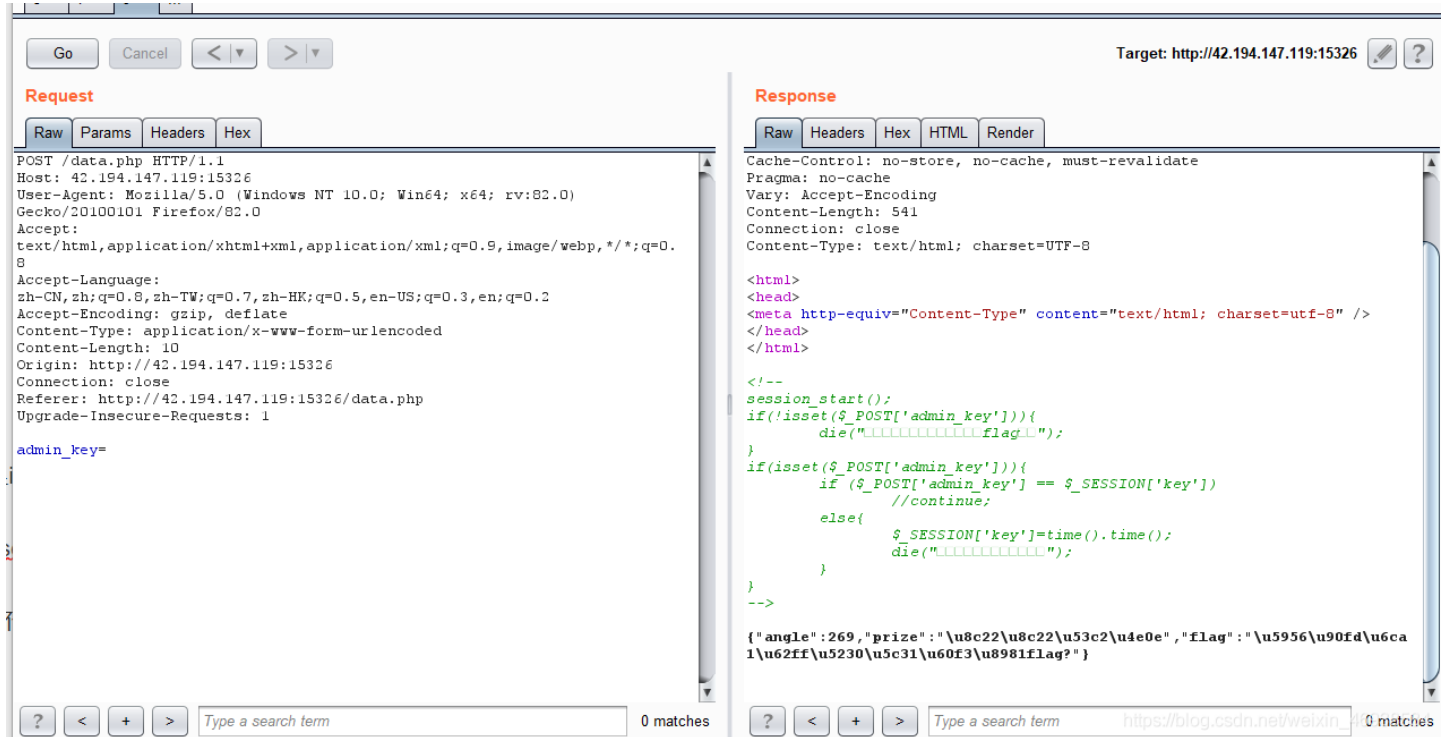 Go
Cancel
< | ▼
> | ▼
Target: http://42.194.147.119:15326
?
Request
Raw Params Headers Hex
POST /data.php HTTP/1.1
Host: 42.194.147.119:15326
User-Agent: Mozilla/5.0 (Windows NT 10.0; Win64; x64; rv:82.0)
Gecko/20100101 Firefox/82.0
Accept:
text/html,application/xhtml+xml,application/xml;q=0.9,image/webp,*/*;q=0.
8
Accept-Language:
zh-CN,zh;q=0.8,zh-TW;q=0.7,zh-HK;q=0.5,en-US;q=0.3,en;q=0.2
Accept-Encoding: gzip, deflate
Content-Type: application/x-www-form-urlencoded
Content-Length: 10
Origin: http://42.194.147.119:15326
Connection: close
Referer: http://42.194.147.119:15326/data.php
Upgrade-Insecure-Requests: 1
admin_key=
? < + > Type a search term 0 matches
Response
Raw Headers Hex HTML Render
Cache-Control: no-store, no-cache, must-revalidate
Pragma: no-cache
Vary: Accept-Encoding
Content-Length: 541
Connection: close
Content-Type: text/html; charset=UTF-8
<html>
<head>
<meta http-equiv="Content-Type" content="text/html; charset=utf-8" />
</head>
</html>
<!--
session_start();
if(!isset($_POST['admin_key'])){
die("□□□□□□□□□□□□□flag□□");
}
if(isset($_POST['admin_key'])){
if ($_POST['admin_key'] == $_SESSION['key'])
//continue;
else{
$_SESSION['key']=time().time();
die("□□□□□□□□□□□□");
}
}
-->
{"angle":269,"prize":"\u8c22\u8c22\u53c2\u4e0e","flag":"\u5956\u90fd\u6ca
1\u62ff\u5230\u5c31\u60f3\u8981flag?"}
? < + > Type a search term 0 matches
https://blog.csdn.net/weixin_4